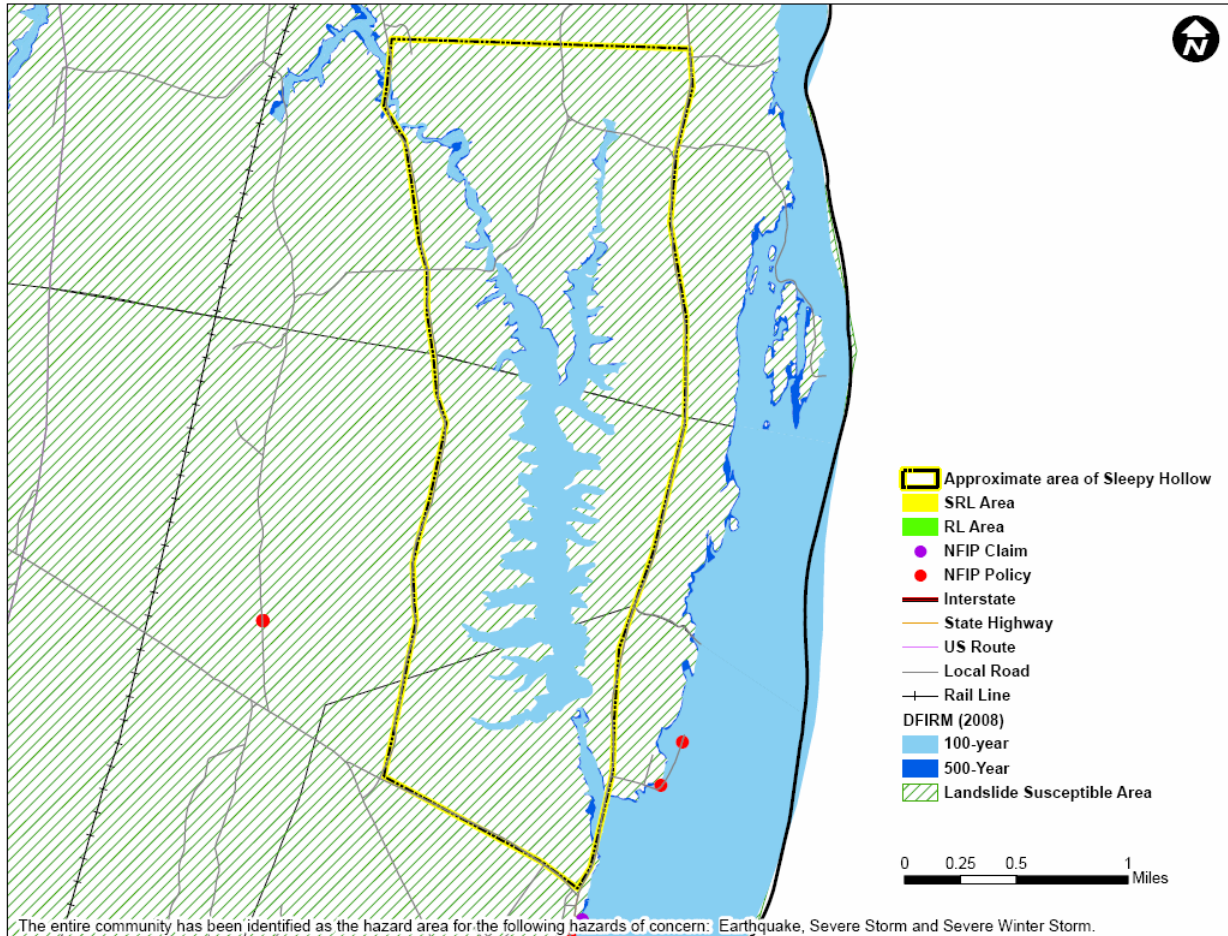 N
Approximate area of Sleepy Hollow
SRL Area
RL Area
NFIP Claim
NFIP Policy
Interstate
State Highway
US Route
Local Road
Rail Line
DFIRM (2008)
100-year
500-Year
Landslide Susceptible Area
0 0.25 0.5 1
Miles
The entire community has been identified as the hazard area for the following hazards of concern: Earthquake, Severe Storm and Severe Winter Storm.